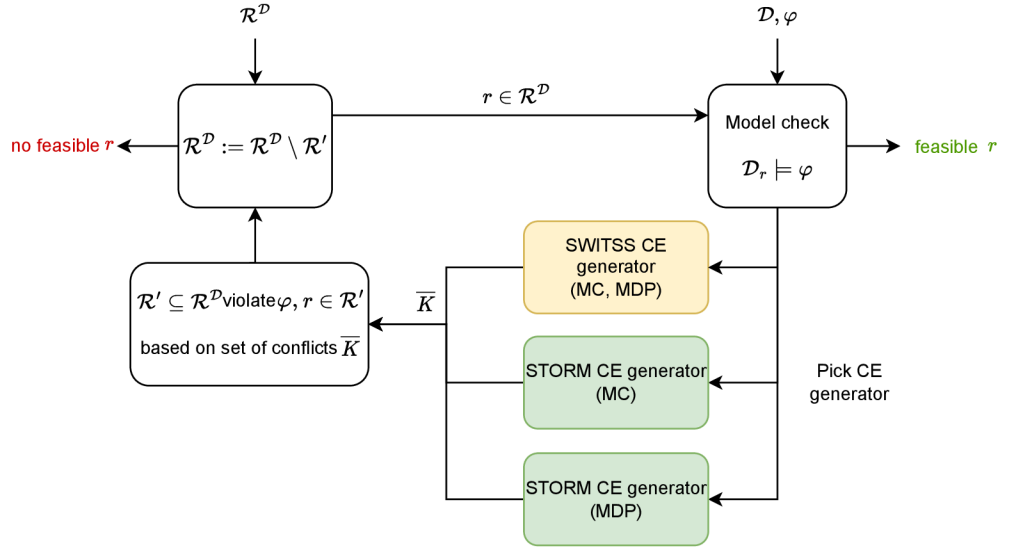 𝓡^𝓓
𝓓, φ
r ∈ 𝓡^𝓓
no feasible r
𝓡^𝓓 := 𝓡^𝓓 \ 𝓡′
Model check
𝓓_r ⊨ φ
feasible r
SWITSS CE
generator
(MC, MDP)
𝓡′ ⊆ 𝓡^𝓓 violate φ, r ∈ 𝓡′
based on set of conflicts K̅
K̅
STORM CE generator
(MC)
Pick CE
generator
STORM CE generator
(MDP)